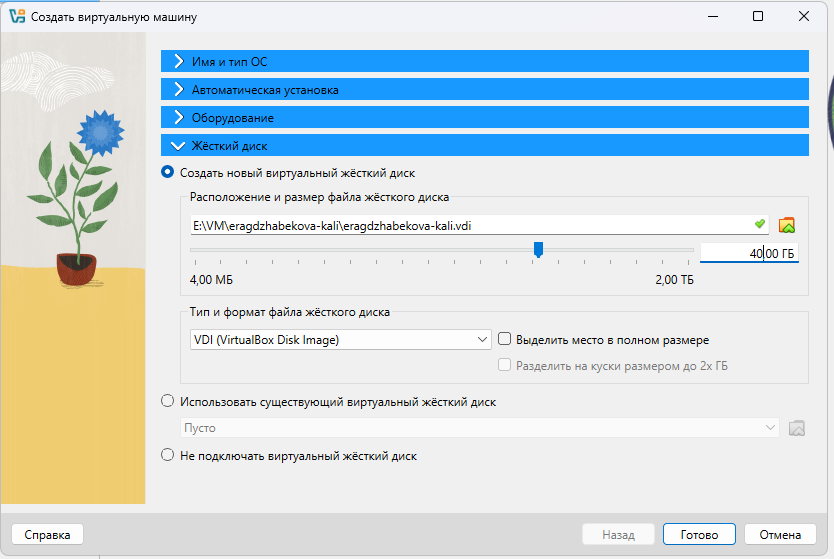 Создать виртуальную машину
Имя и тип ОС
Автоматическая установка
Оборудование
Жёсткий диск
Создать новый виртуальный жёсткий диск
Расположение и размер файла жёсткого диска
E:\VM\eragdzhabekova-kali\eragdzhabekova-kali.vdi
40,00 ГБ
4,00 МБ 2,00 ТБ
Тип и формат файла жёсткого диска
VDI (VirtualBox Disk Image) Выделить место в полном размере
Разделить на куски размером до 2х ГБ
Использовать существующий виртуальный жёсткий диск
Пусто
Не подключать виртуальный жёсткий диск
Справка Назад Готово Отмена